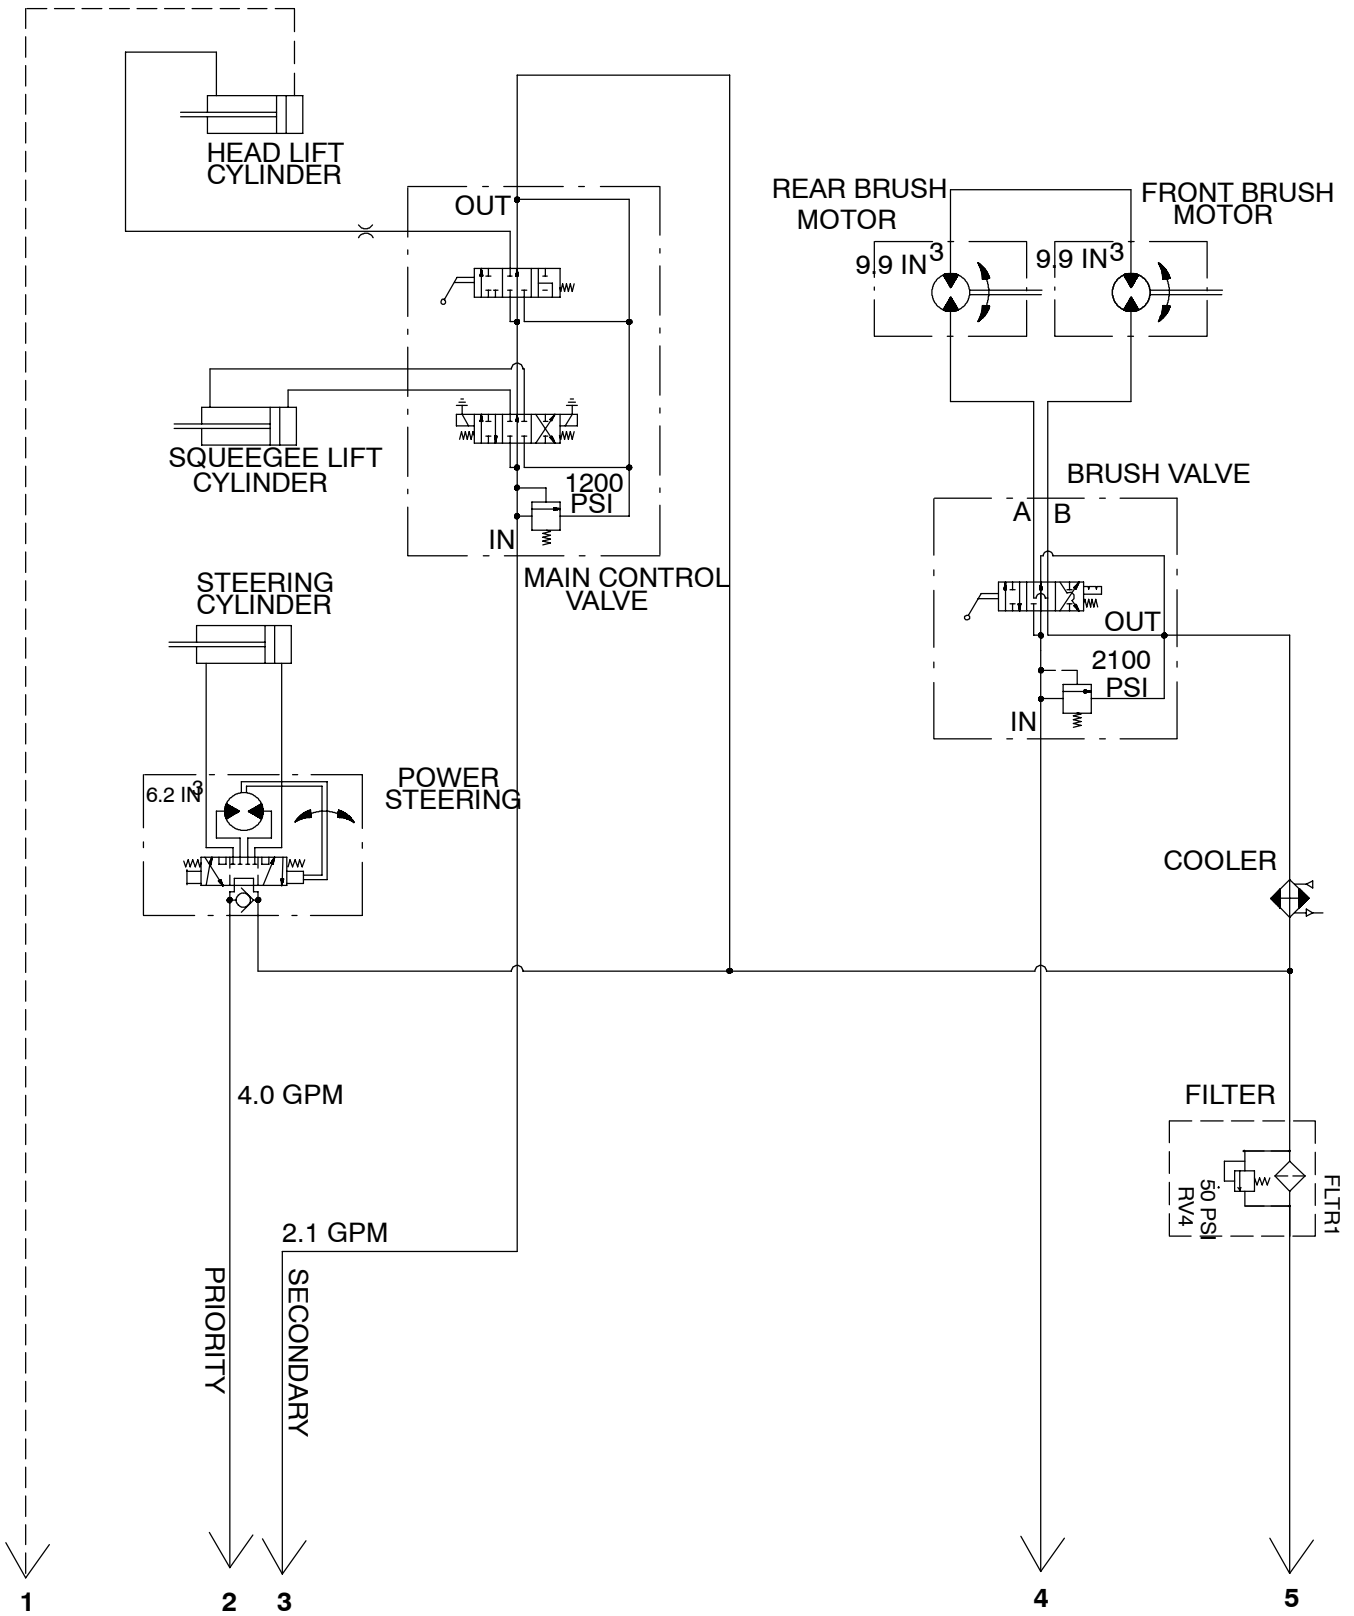 HEAD LIFT
CYLINDER
OUT
REAR BRUSH
MOTOR
FRONT BRUSH
MOTOR
9.9 IN3
9.9 IN3
SQUEEGEE LIFT
CYLINDER
1200
PSI
IN
MAIN CONTROL
VALVE
BRUSH VALVE
A
B
OUT
2100
PSI
IN
STEERING
CYLINDER
6.2 IN3
POWER
STEERING
COOLER
4.0 GPM
FILTER
FLTR1
50 PSI
RV4
2.1 GPM
PRIORITY
SECONDARY
1
2
3
4
5